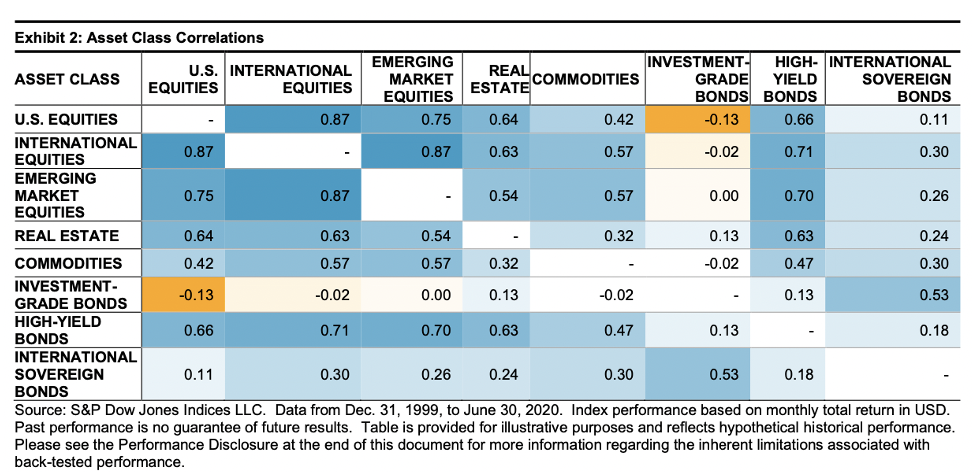 Exhibit 2: Asset Class Correlations
ASSET CLASS U.S. EQUITIES INTERNATIONAL EQUITIES EMERGING MARKET EQUITIES REAL ESTATE COMMODITIES INVESTMENT-GRADE BONDS HIGH-YIELD BONDS INTERNATIONAL SOVEREIGN BONDS
U.S. EQUITIES - 0.87 0.75 0.64 0.42 -0.13 0.66 0.11
INTERNATIONAL EQUITIES 0.87 - 0.87 0.63 0.57 -0.02 0.71 0.30
EMERGING MARKET EQUITIES 0.75 0.87 - 0.54 0.57 0.00 0.70 0.26
REAL ESTATE 0.64 0.63 0.54 - 0.32 0.13 0.63 0.24
COMMODITIES 0.42 0.57 0.57 0.32 - -0.02 0.47 0.30
INVESTMENT-GRADE BONDS -0.13 -0.02 0.00 0.13 -0.02 - 0.13 0.53
HIGH-YIELD BONDS 0.66 0.71 0.70 0.63 0.47 0.13 - 0.18
INTERNATIONAL SOVEREIGN BONDS 0.11 0.30 0.26 0.24 0.30 0.53 0.18 -
Source: S&P Dow Jones Indices LLC. Data from Dec. 31, 1999, to June 30, 2020. Index performance based on monthly total return in USD.
Past performance is no guarantee of future results. Table is provided for illustrative purposes and reflects hypothetical historical performance.
Please see the Performance Disclosure at the end of this document for more information regarding the inherent limitations associated with
back-tested performance.